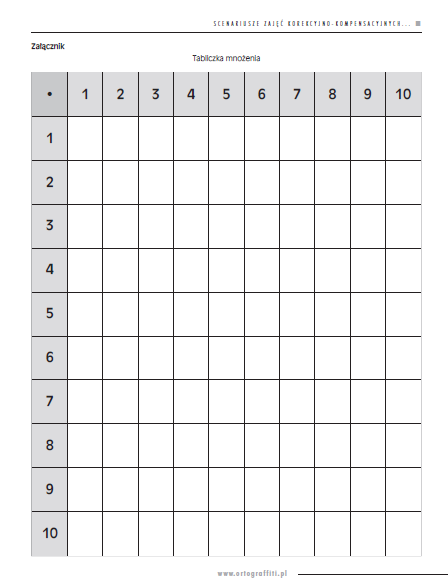 SCENARIUSZE ZAJĘĆ KOREKCYJNO-KOMPENSACYJNYCH...
Załącznik
Tabliczka mnożenia
• 1 2 3 4 5 6 7 8 9 10
1
2
3
4
5
6
7
8
9
10
www.ortograffiti.pl